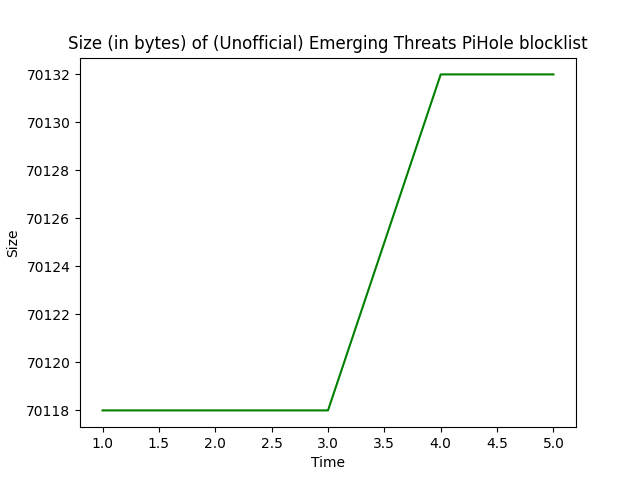 Size (in bytes) of (Unofficial) Emerging Threats PiHole blocklist
70132
70130
70128
70126
70124
70122
70120
70118
Size
1.0 1.5 2.0 2.5 3.0 3.5 4.0 4.5 5.0
Time